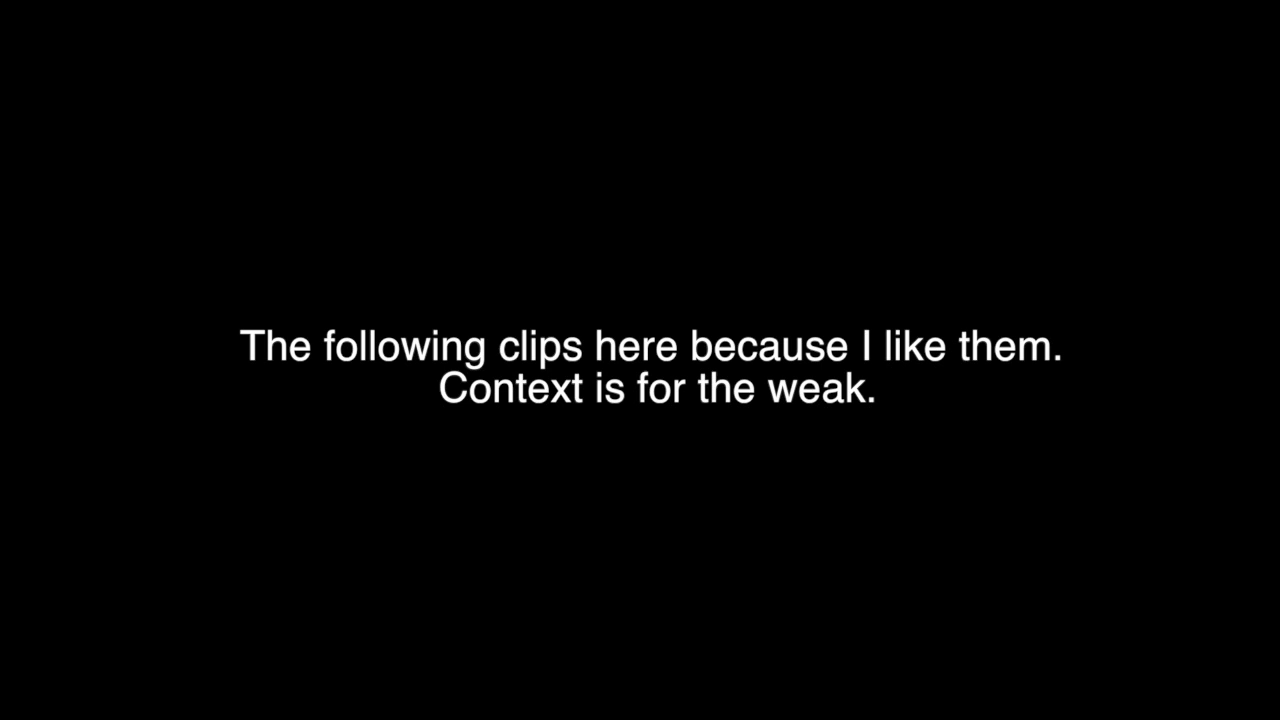 The following clips here because I like them.
Context is for the weak.